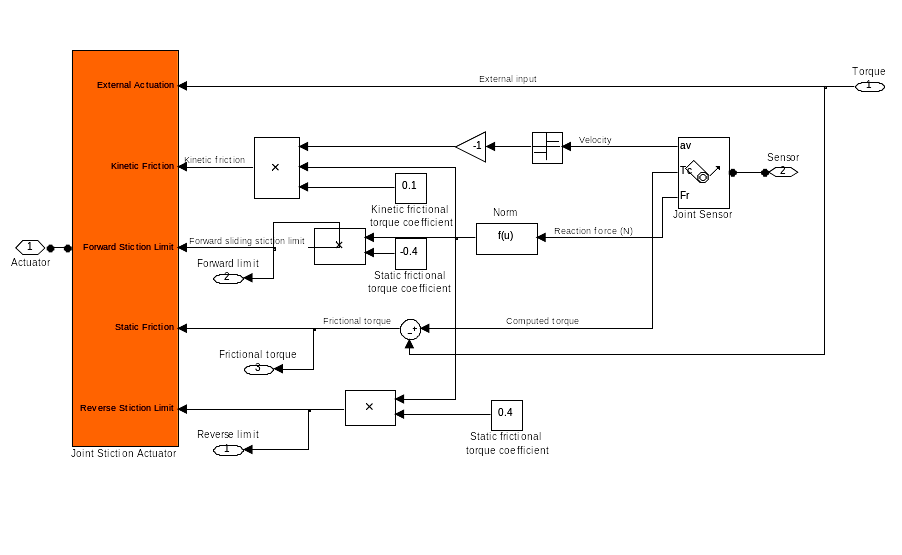 Torque
1
External Actuation
External input
-1
Velocity
av
Sensor
2
Kinetic Friction
Kinetic friction
×
Tc
0.1
Fr
Kinetic frictional
torque coefficient
Norm
Joint Sensor
1
Actuator
Forward Stiction Limit
Forward sliding stiction limit
×
f(u)
Reaction force (N)
-0.4
Forward limit
2
Static frictional
torque coefficient
Static Friction
Frictional torque
Computed torque
Frictional torque
3
Reverse Stiction Limit
×
0.4
Reverse limit
1
Static frictional
torque coefficient
Joint Stiction Actuator